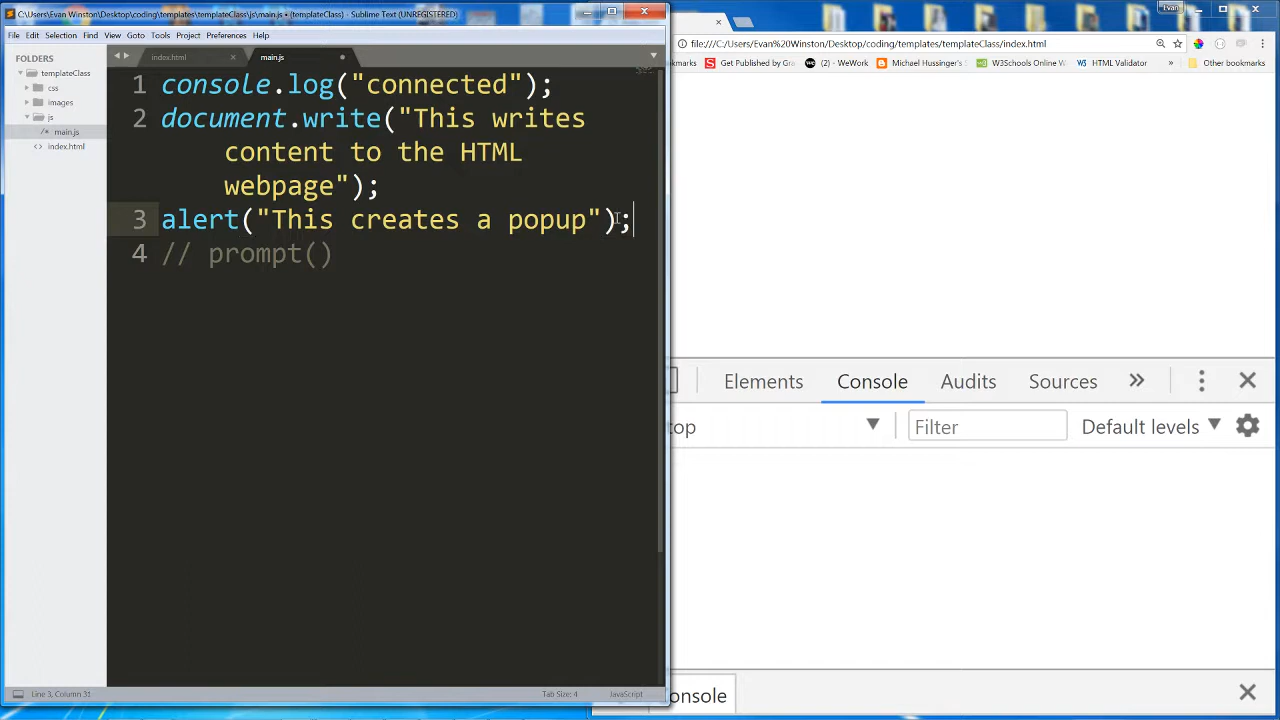 C:\Users\Evan Winston\Desktop\coding\templates\templateClass\js\main.js • (templateClass) - Sublime Text (UNREGISTERED)
Evan
File Edit Selection Find View Goto Tools Project Preferences Help
file:///C:/Users/Evan%20Winston/Desktop/coding/templates/templateClass/index.html
kmarks Get Published by Gra (2) - WeWork Michael Hussinger's W3Schools Online W HTML Validator » Other bookmarks
FOLDERS
templateClass
css
images
js
/* main.js
<> index.html
index.html ×
main.js •
1 console.log("connected");
2 document.write("This writes
content to the HTML
webpage");
3 alert("This creates a popup");
4 // prompt()
Elements Console Audits Sources »
top Filter Default levels
onsole
Line 3, Column 31 Tab Size: 4 JavaScript